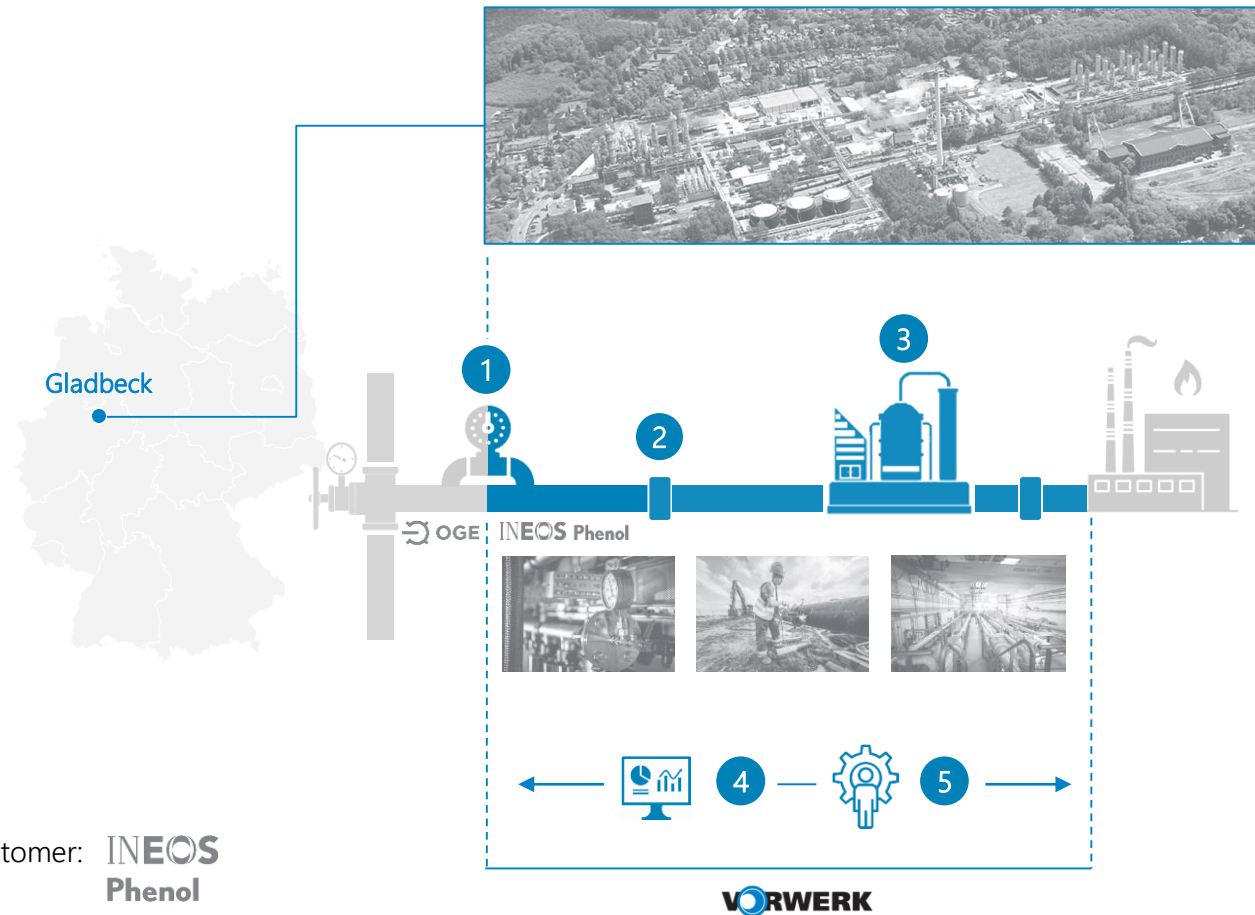 Gladbeck
1
2
3
OGE
INEOS Phenol
4
5
tomer:
INEOS
Phenol
VORWERK